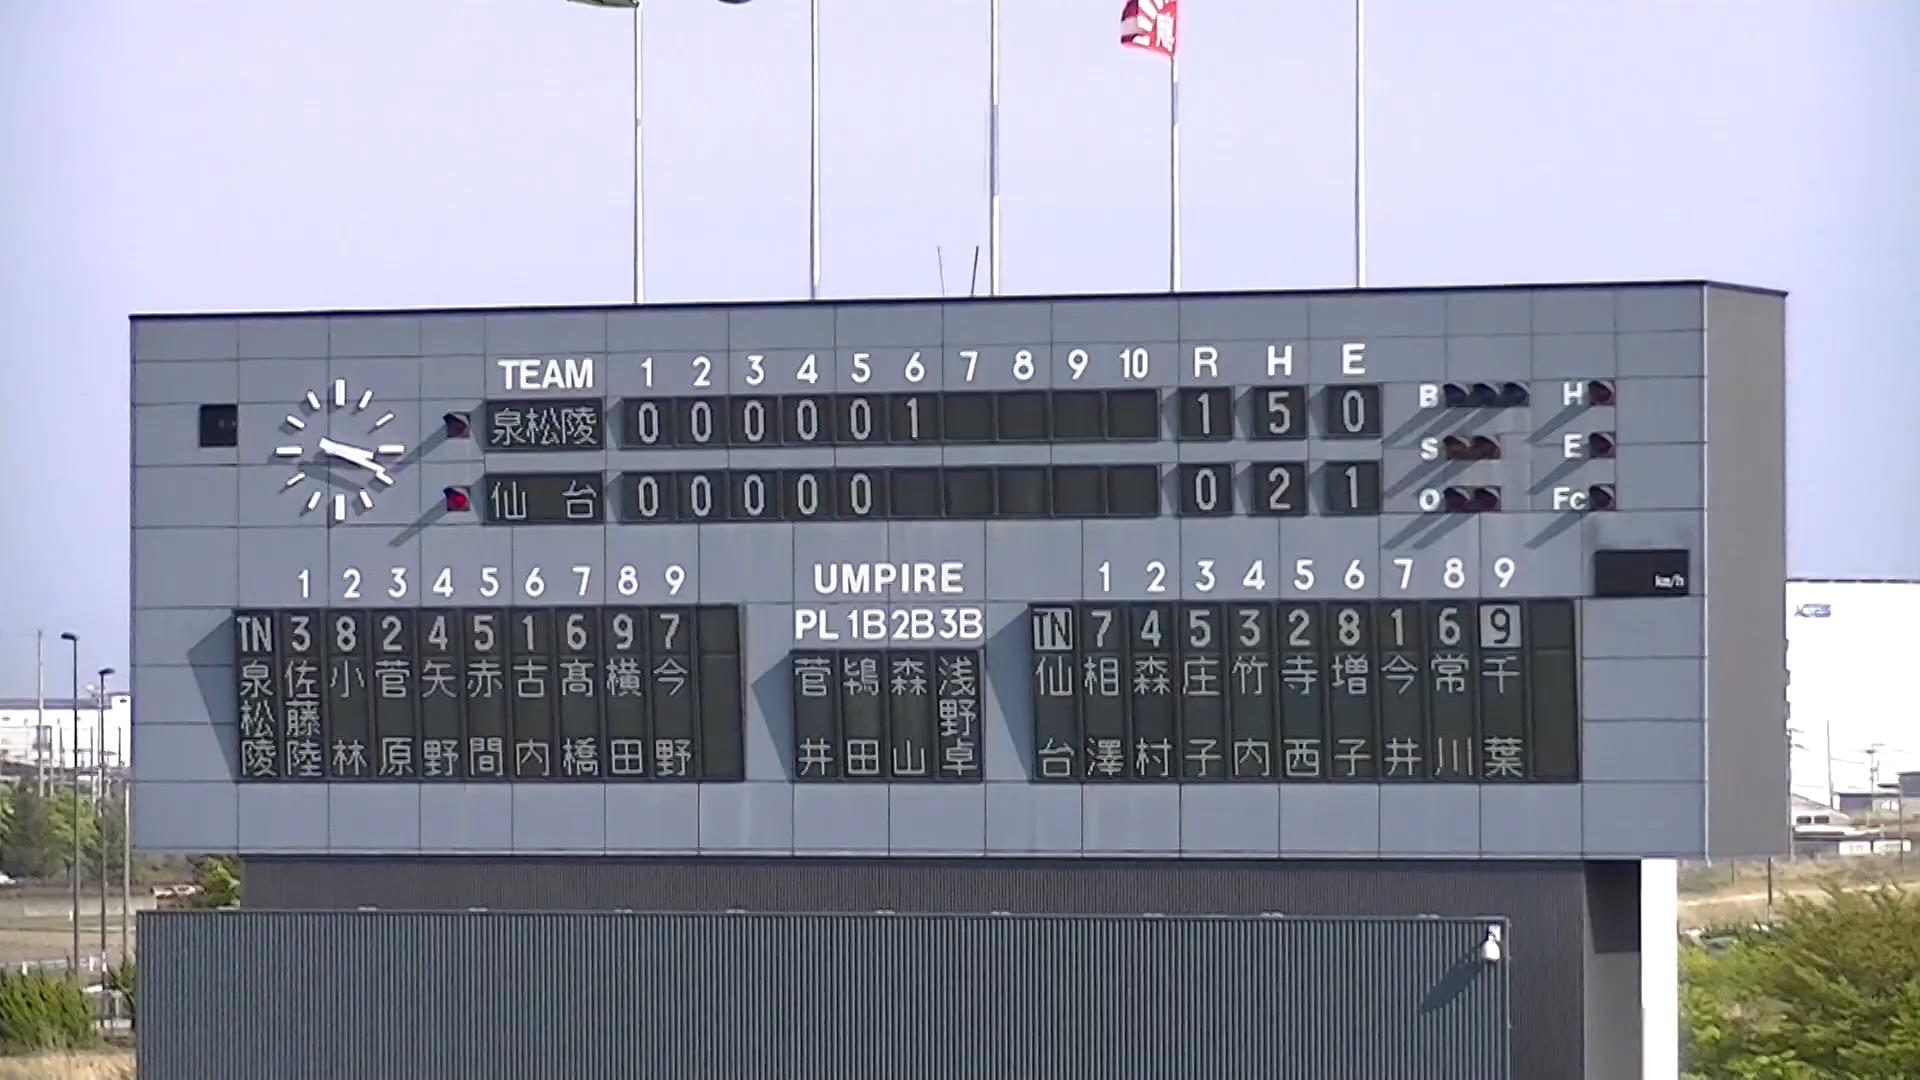 TEAM 1 2 3 4 5 6 7 8 9 10 R H E
泉松陵 0 0 0 0 0 1 1 5 0
仙台 0 0 0 0 0 0 2 1
B H
S E
O Fc
km/h
1 2 3 4 5 6 7 8 9
TN 3 8 2 4 5 1 6 9 7
泉松陵 佐藤陸 小林 菅原 矢野 赤間 古内 髙橋 横田 今野
UMPIRE
PL 1B 2B 3B
菅井 鴇田 森山 浅野卓
1 2 3 4 5 6 7 8 9
TN 7 4 5 3 2 8 1 6 9
仙台 相澤 森村 庄子 竹内 寺西 増子 今井 常川 千葉